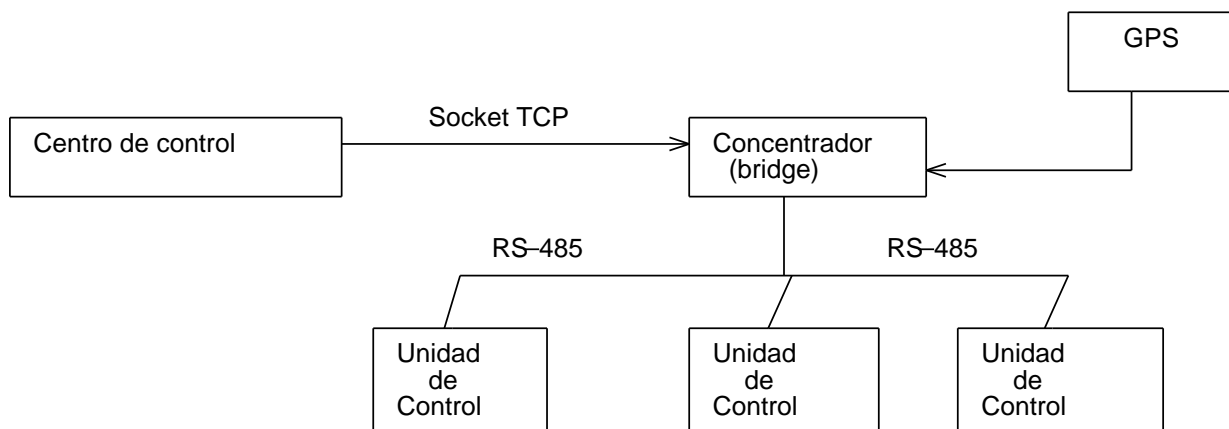 GPS
Socket TCP
Centro de control
Concentrador
(bridge)
RS–485
RS–485
Unidad
de
Control
Unidad
de
Control
Unidad
de
Control